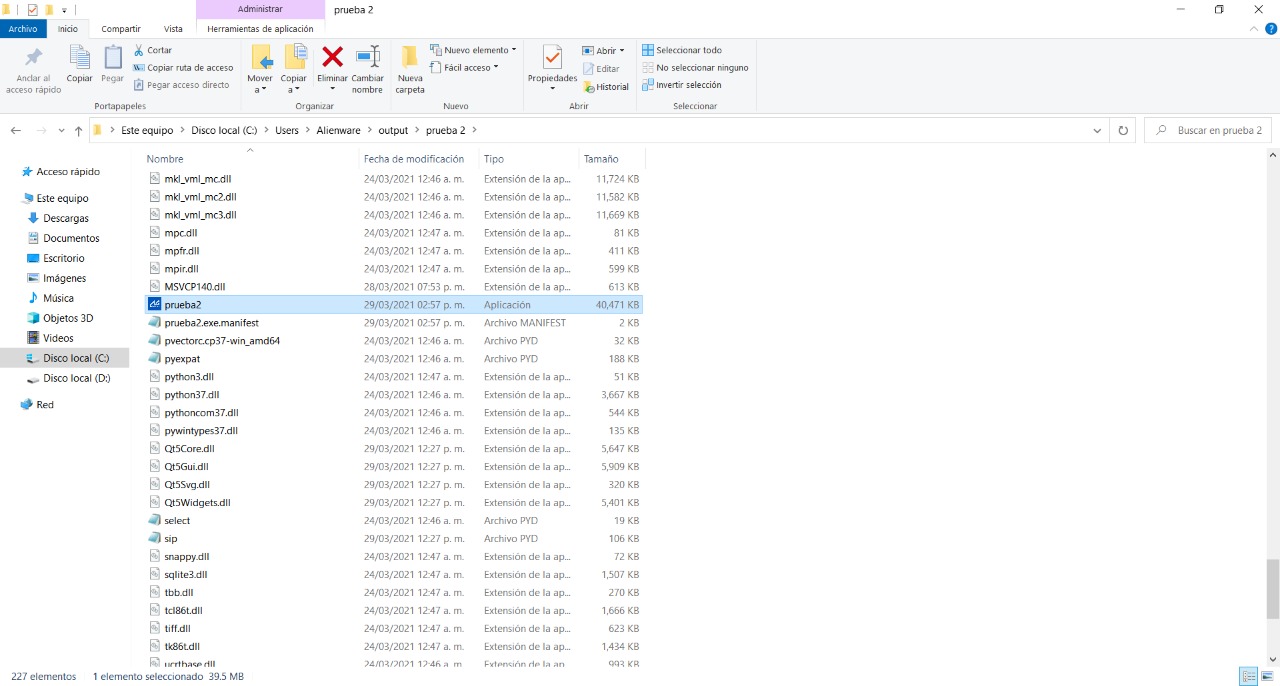 Administrar
prueba 2
Archivo
Inicio
Compartir
Vista
Herramientas de aplicación
Anclar al
acceso rápido
Copiar
Pegar
Cortar
Copiar ruta de acceso
Pegar acceso directo
Portapapeles
Mover
a
Copiar
a
Eliminar
Cambiar
nombre
Organizar
Nueva
carpeta
Nuevo elemento
Fácil acceso
Nuevo
Propiedades
Abrir
Editar
Historial
Abrir
Seleccionar todo
No seleccionar ninguno
Invertir selección
Seleccionar
Este equipo > Disco local (C:) > Users > Alienware > output > prueba 2 >
Buscar en prueba 2
Acceso rápido
Este equipo
Descargas
Documentos
Escritorio
Imágenes
Música
Objetos 3D
Videos
Disco local (C:)
Disco local (D:)
Red
Nombre Fecha de modificación Tipo Tamaño
mkl_vml_mc.dll 24/03/2021 12:46 a. m. Extensión de la ap... 11,724 KB
mkl_vml_mc2.dll 24/03/2021 12:46 a. m. Extensión de la ap... 11,582 KB
mkl_vml_mc3.dll 24/03/2021 12:46 a. m. Extensión de la ap... 11,669 KB
mpc.dll 24/03/2021 12:47 a. m. Extensión de la ap... 81 KB
mpfr.dll 24/03/2021 12:47 a. m. Extensión de la ap... 411 KB
mpir.dll 24/03/2021 12:47 a. m. Extensión de la ap... 599 KB
MSVCP140.dll 28/03/2021 07:53 p. m. Extensión de la ap... 613 KB
prueba2 29/03/2021 02:57 p. m. Aplicación 40,471 KB
prueba2.exe.manifest 29/03/2021 02:57 p. m. Archivo MANIFEST 2 KB
pvectorc.cp37-win_amd64 24/03/2021 12:46 a. m. Archivo PYD 32 KB
pyexpat 24/03/2021 12:46 a. m. Archivo PYD 188 KB
python3.dll 24/03/2021 12:47 a. m. Extensión de la ap... 51 KB
python37.dll 24/03/2021 12:46 a. m. Extensión de la ap... 3,667 KB
pythoncom37.dll 24/03/2021 12:46 a. m. Extensión de la ap... 544 KB
pywintypes37.dll 24/03/2021 12:46 a. m. Extensión de la ap... 135 KB
Qt5Core.dll 29/03/2021 12:27 p. m. Extensión de la ap... 5,647 KB
Qt5Gui.dll 29/03/2021 12:27 p. m. Extensión de la ap... 5,909 KB
Qt5Svg.dll 29/03/2021 12:27 p. m. Extensión de la ap... 320 KB
Qt5Widgets.dll 29/03/2021 12:27 p. m. Extensión de la ap... 5,401 KB
select 24/03/2021 12:46 a. m. Archivo PYD 19 KB
sip 29/03/2021 12:27 p. m. Archivo PYD 106 KB
snappy.dll 24/03/2021 12:47 a. m. Extensión de la ap... 72 KB
sqlite3.dll 24/03/2021 12:47 a. m. Extensión de la ap... 1,507 KB
tbb.dll 24/03/2021 12:47 a. m. Extensión de la ap... 270 KB
tcl86t.dll 24/03/2021 12:47 a. m. Extensión de la ap... 1,666 KB
tiff.dll 24/03/2021 12:47 a. m. Extensión de la ap... 623 KB
tk86t.dll 24/03/2021 12:47 a. m. Extensión de la ap... 1,434 KB
ucrtbase.dll 24/03/2021 12:46 a. m. Extensión de la ap... 993 KB
227 elementos 1 elemento seleccionado 39.5 MB